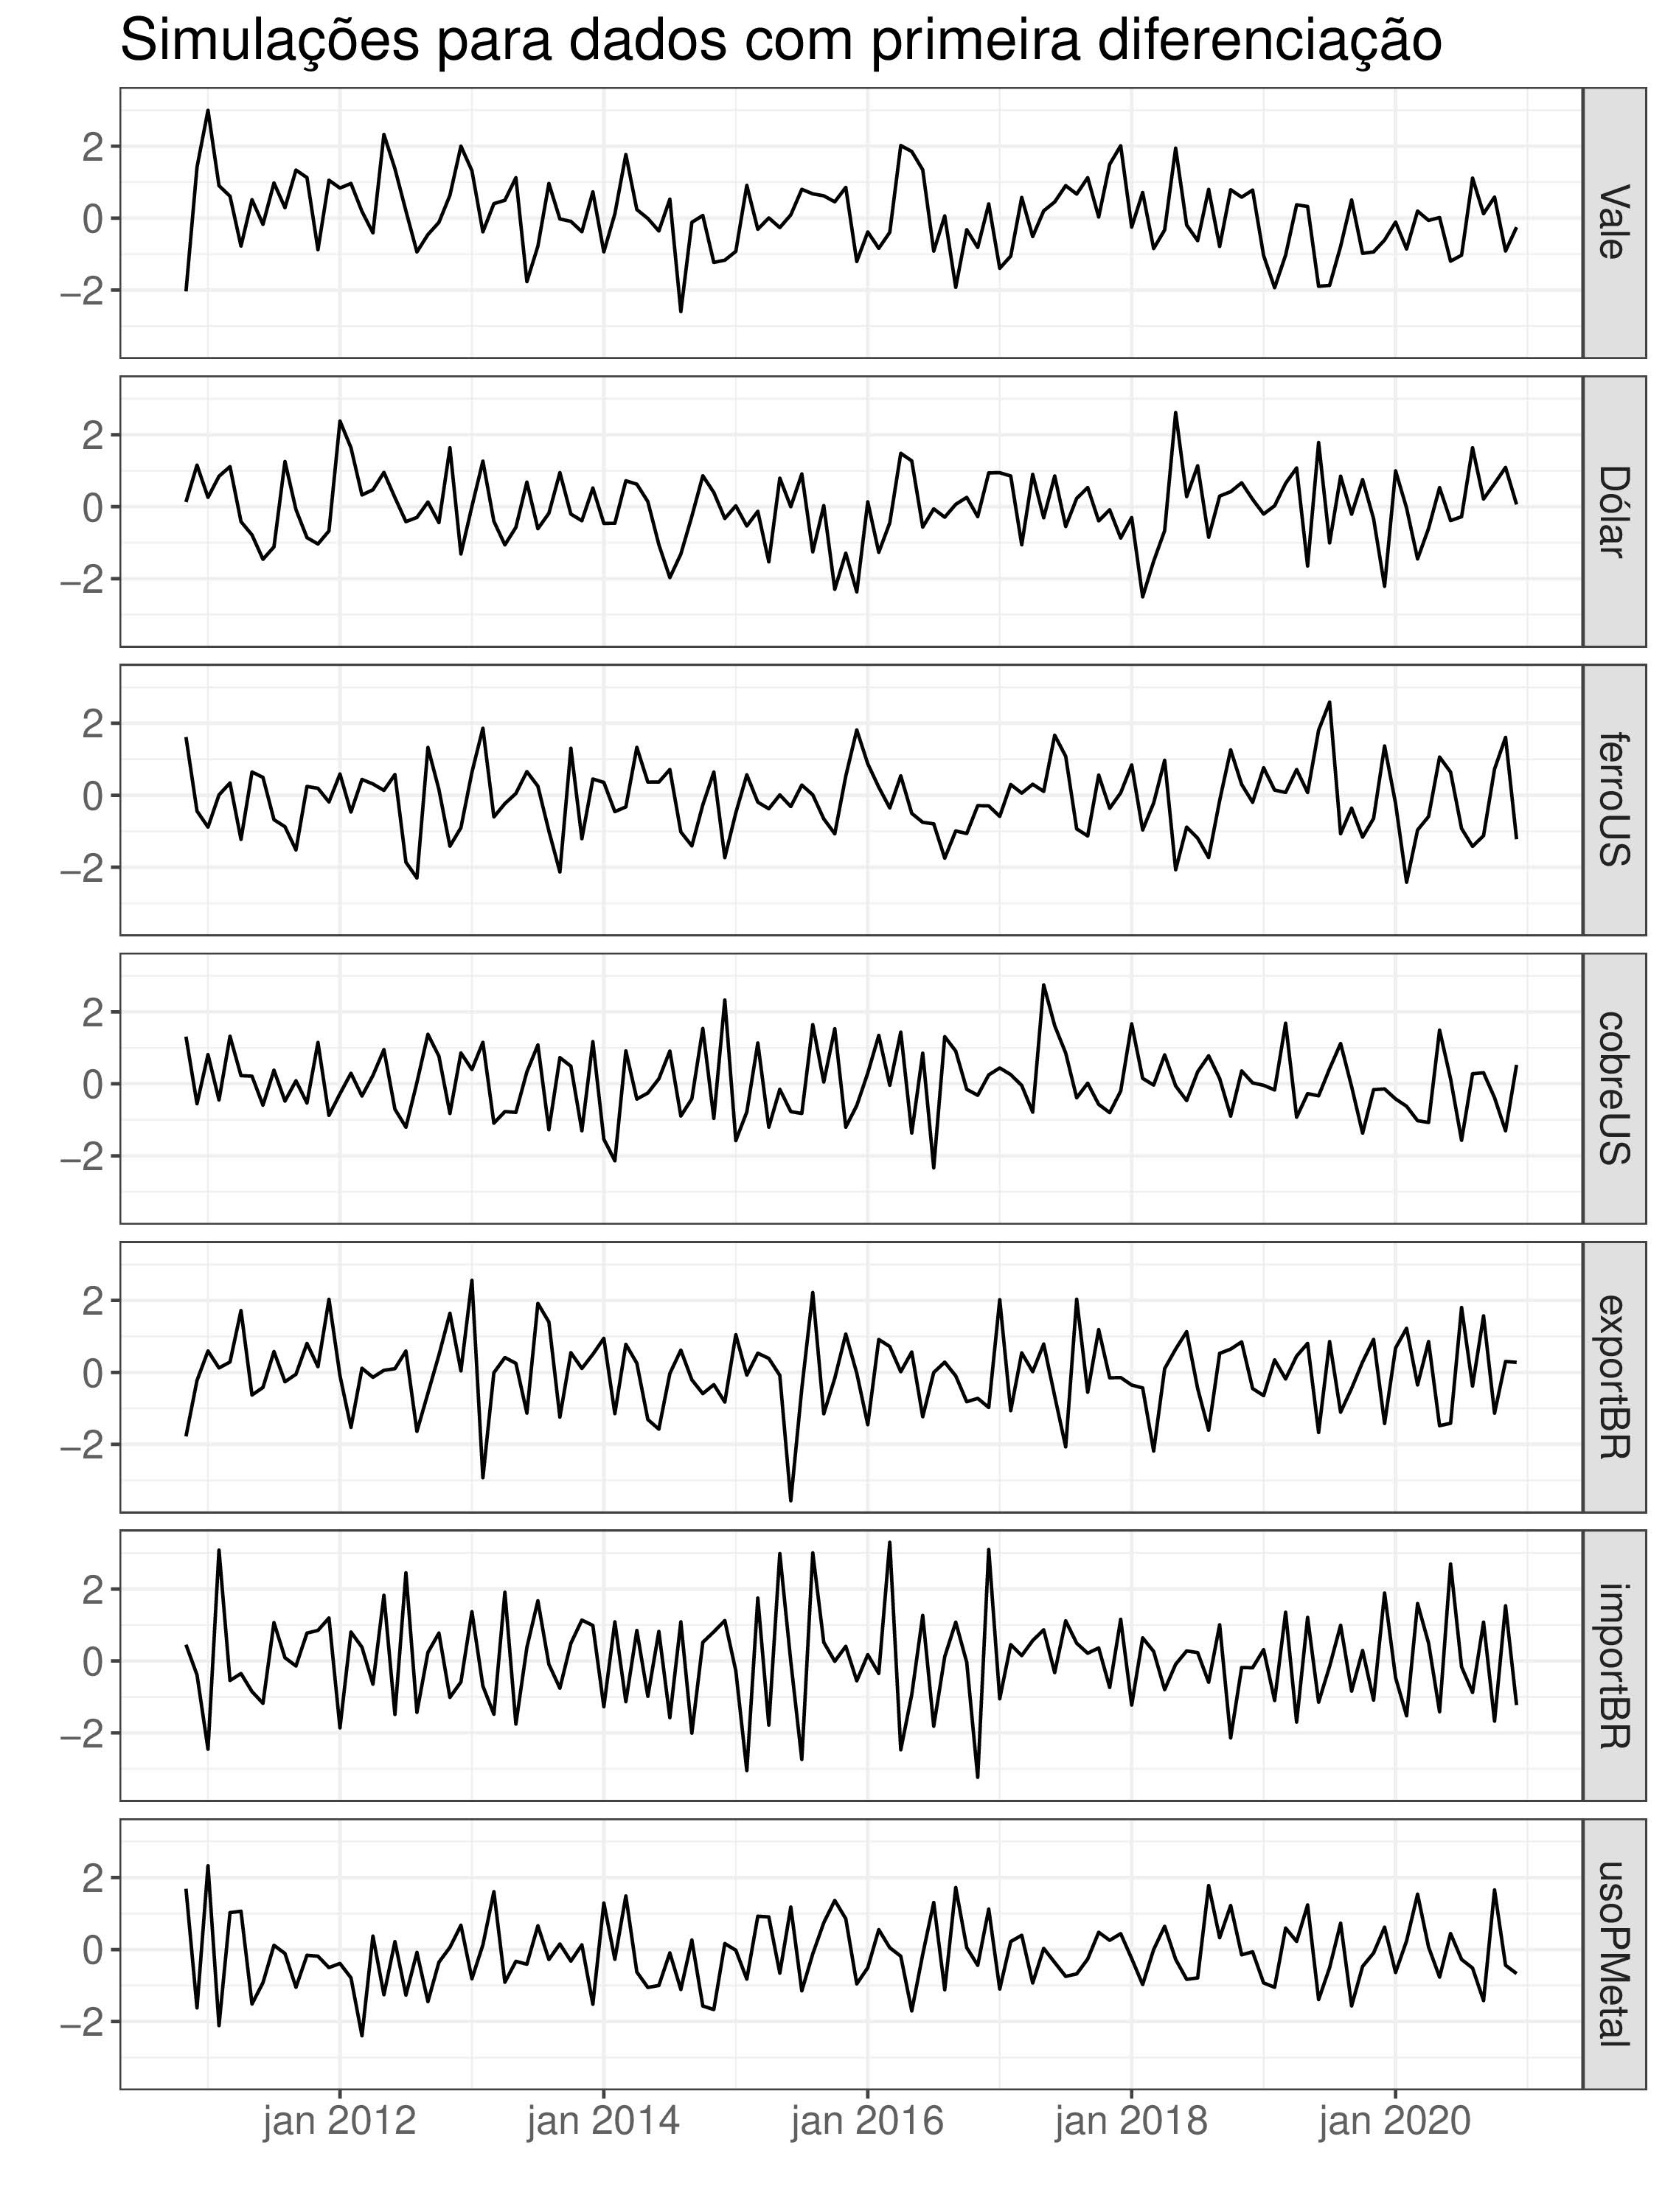 Simulações para dados com primeira diferenciação
2
0
−2
Vale
2
0
−2
Dólar
2
0
−2
ferroUS
2
0
−2
cobreUS
2
0
−2
exportBR
2
0
−2
importBR
2
0
−2
usoPMetal
jan 2012 jan 2014 jan 2016 jan 2018 jan 2020